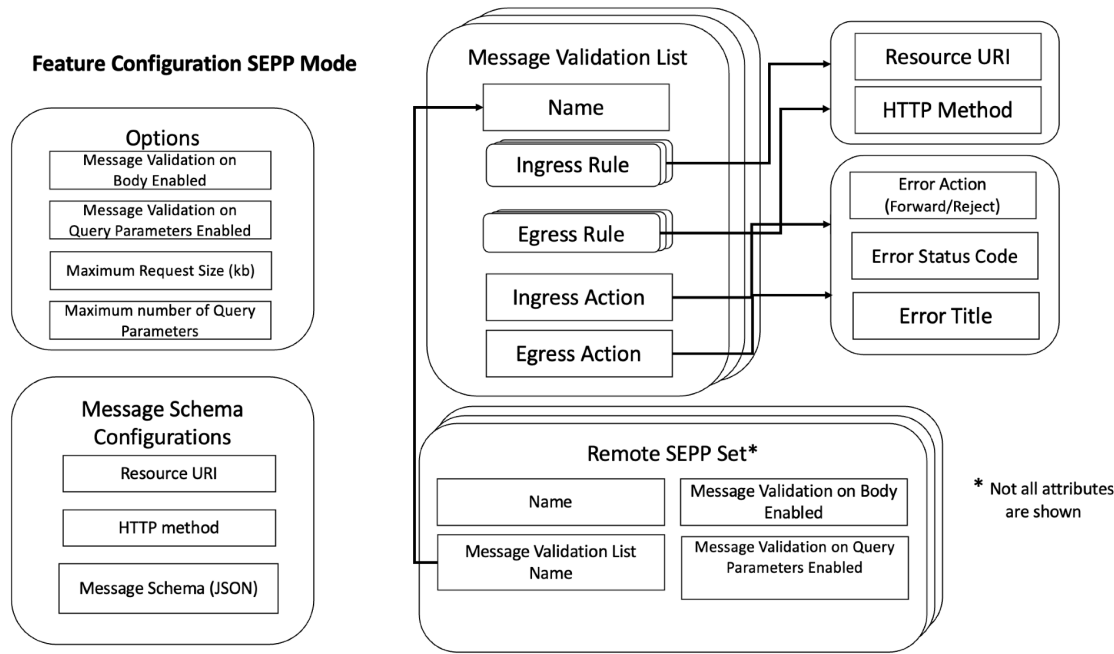 Feature Configuration SEPP Mode
Options
Message Validation on
Body Enabled
Message Validation on
Query Parameters Enabled
Maximum Request Size (kb)
Maximum number of Query
Parameters
Message Schema
Configurations
Resource URI
HTTP method
Message Schema (JSON)
Message Validation List
Name
Ingress Rule
Egress Rule
Ingress Action
Egress Action
Resource URI
HTTP Method
Error Action
(Forward/Reject)
Error Status Code
Error Title
Remote SEPP Set*
Name
Message Validation on Body
Enabled
Message Validation List
Name
Message Validation on Query
Parameters Enabled
* Not all attributes
are shown